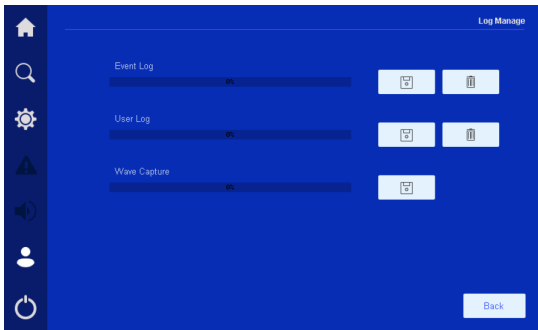 Log Manage
Event Log
0%
User Log
0%
Wave Capture
0%
Back